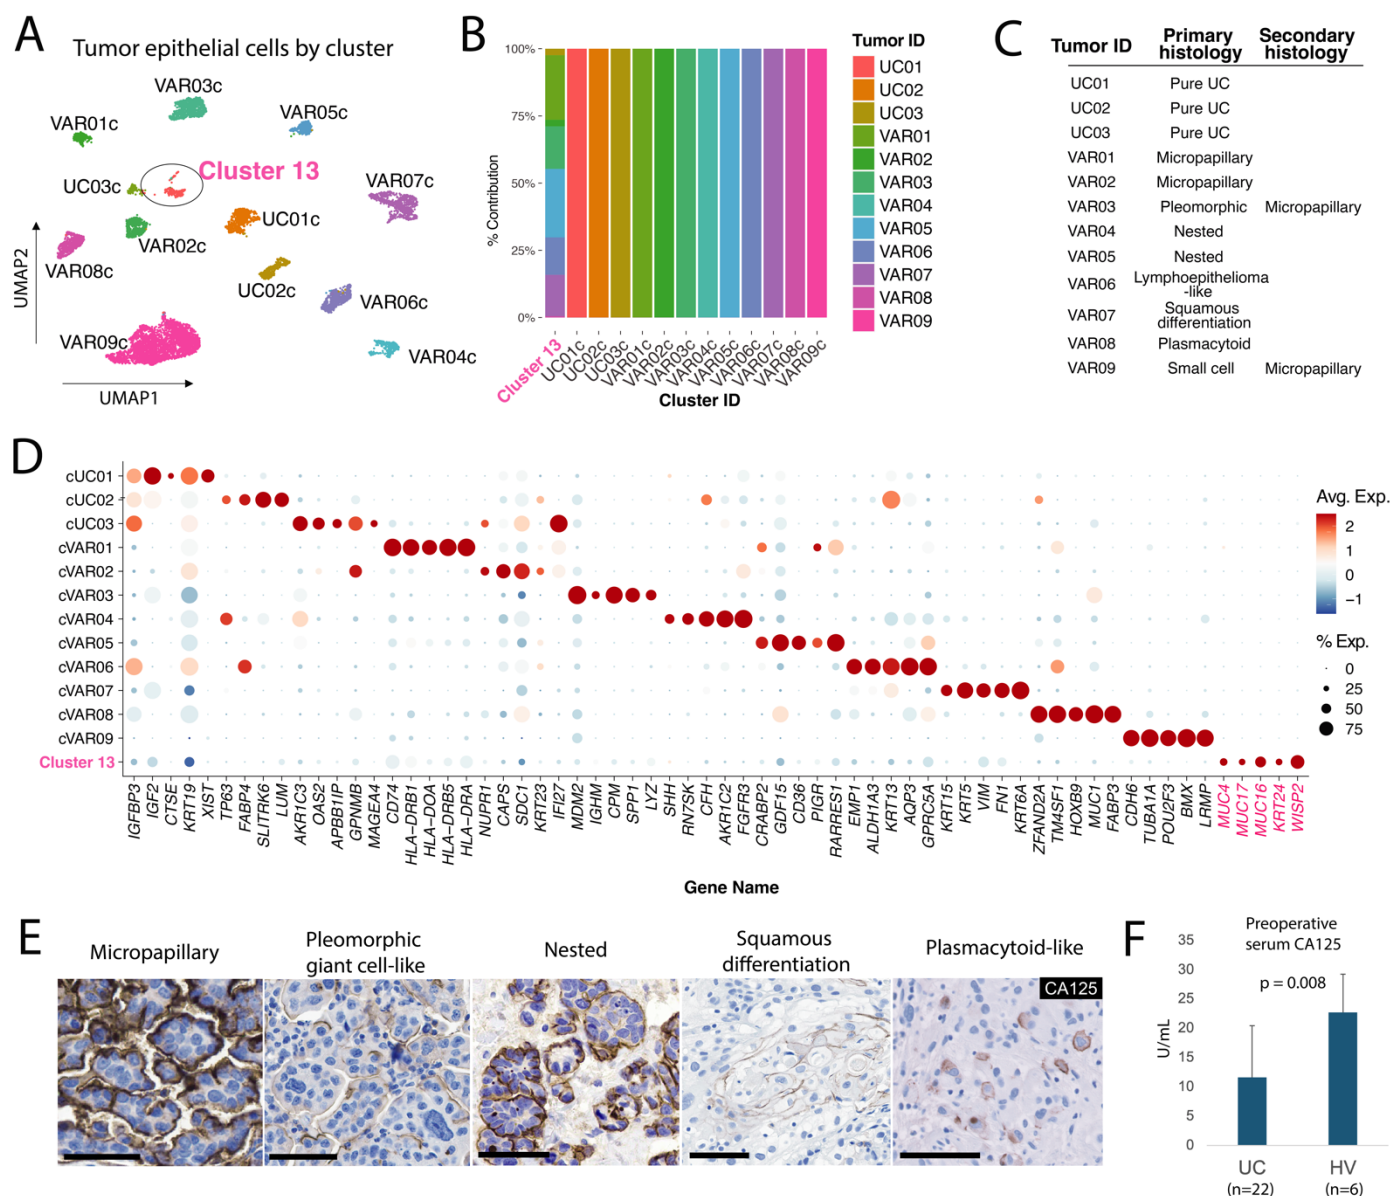 A
Tumor epithelial cells by cluster
VAR03c
VAR01c
VAR05c
Cluster 13
UC03c
VAR07c
UC01c
VAR02c
VAR08c
UC02c
VAR06c
VAR09c
VAR04c
UMAP2
UMAP1
B
100%
75%
50%
25%
0%
% Contribution
Cluster 13
UC01c
UC02c
UC03c
VAR01c
VAR02c
VAR03c
VAR04c
VAR05c
VAR06c
VAR07c
VAR08c
VAR09c
Cluster ID
Tumor ID
UC01
UC02
UC03
VAR01
VAR02
VAR03
VAR04
VAR05
VAR06
VAR07
VAR08
VAR09
C
Tumor ID Primary histology Secondary histology
UC01 Pure UC
UC02 Pure UC
UC03 Pure UC
VAR01 Micropapillary
VAR02 Micropapillary
VAR03 Pleomorphic Micropapillary
VAR04 Nested
VAR05 Nested
VAR06 Lymphoepithelioma
-like
VAR07 Squamous
differentiation
VAR08 Plasmacytoid
VAR09 Small cell Micropapillary
D
cUC01
cUC02
cUC03
cVAR01
cVAR02
cVAR03
cVAR04
cVAR05
cVAR06
cVAR07
cVAR08
cVAR09
Cluster 13
IGFBP3
IGF2
CTSE
KRT19
XIST
TP63
FABP4
SLITRK6
LUM
AKR1C3
OAS2
APBB1IP
GPNMB
MAGEA4
CD74
HLA-DRB1
HLA-DOA
HLA-DRB5
HLA-DRA
NUPR1
CAPS
SDC1
KRT23
IFI27
MDM2
IGHM
CPM
SPP1
LYZ
SHH
RN7SK
CFH
AKR1C2
FGFR3
CRABP2
GDF15
CD36
PIGR
RARRES1
EMP1
ALDH1A3
KRT13
AQP3
GPRC5A
KRT15
KRT5
VIM
FN1
KRT6A
ZFAND2A
TM4SF1
HOXB9
MUC1
FABP3
CDH6
TUBA1A
POU2F3
BMX
LRMP
MUC4
MUC17
MUC16
KRT24
WISP2
Gene Name
Avg. Exp.
2
1
0
−1
% Exp.
0
25
50
75
E
Micropapillary
Pleomorphic
giant cell-like
Nested
Squamous
differentiation
Plasmacytoid-like
CA125
F
Preoperative
serum CA125
35
30
25
20
15
10
5
0
U/mL
p = 0.008
UC
(n=22)
HV
(n=6)